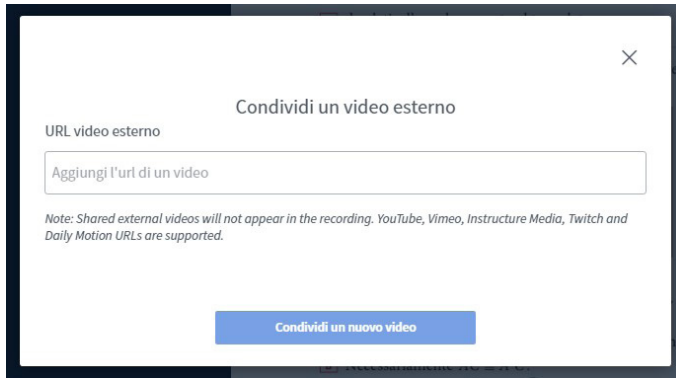 Condividi un video esterno
URL video esterno
Aggiungi l'url di un video
Note: Shared external videos will not appear in the recording. YouTube, Vimeo, Instructure Media, Twitch and
Daily Motion URLs are supported.
Condividi un nuovo video